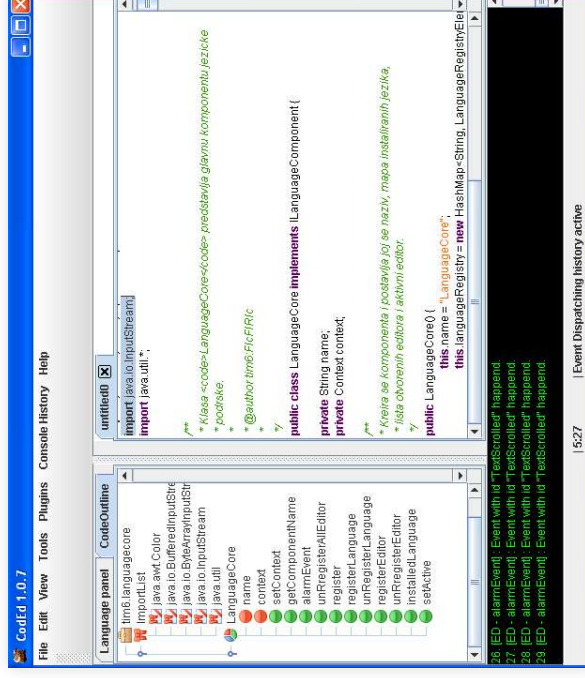 CodEd 1.0.7
File Edit View Tools Plugins Console History Help
Language panel CodeOutline
tim6.languagecore
ImportList
java.awt.Color
java.io.BufferedInputStre
java.io.ByteArrayInputStr
java.io.InputStream
java.util
LanguageCore
name
context
setContext
getComponentName
alarmEvent
unRregisterAllEditor
register
registerLanguage
unRegisterLanguage
registerEditor
unRregisterEditor
installedLanguage
setActive
untitled0
import java.io.InputStream;
import java.util.*;
/**
* Klasa <code>LanguageCore</code> predstavlja glavnu komponentu jezicke
* podrske.
*
* @author tim6:FicFiRic
*
*/
public class LanguageCore implements ILanguageComponent {
private String name;
private Context context;
/**
* Kreira se komponenta i postavlja joj se naziv, mapa instaliranih jezika,
* lista otvorenih editora i aktivni editor.
*/
public LanguageCore() {
this.name = "LanguageCore";
this.languageRegistry = new HashMap<String, LanguageRegistryEle
26. [ED - alarmEvent] : Event with id "TextScrolled" happend.
27. [ED - alarmEvent] : Event with id "TextScrolled" happend.
28. [ED - alarmEvent] : Event with id "TextScrolled" happend.
29. [ED - alarmEvent] : Event with id "TextScrolled" happend.
| 5:27 | Event Dispatching history active